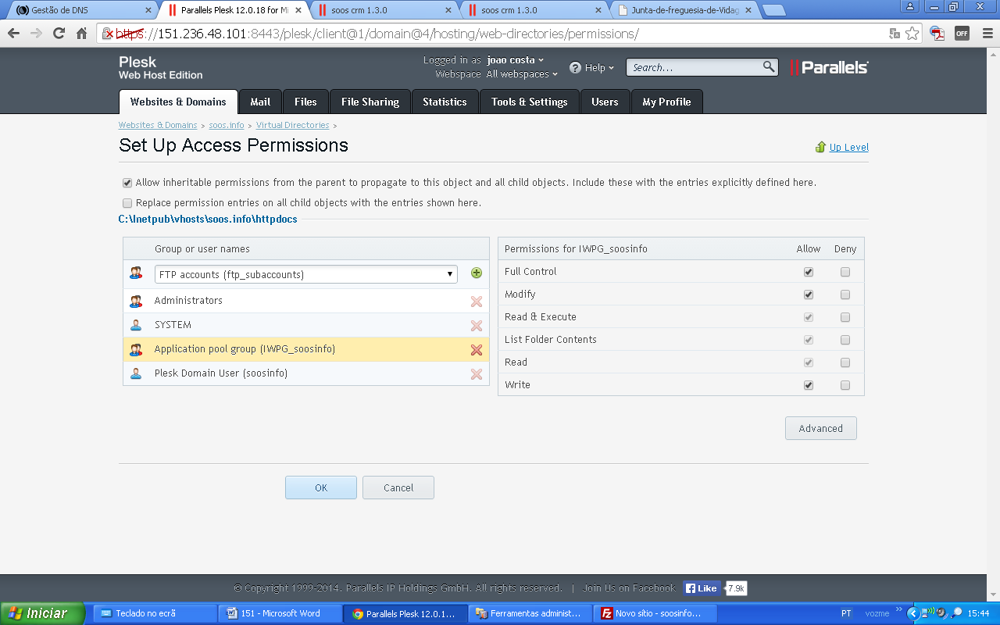 Gestão de DNS
Parallels Plesk 12.0.18 for Mi
soos crm 1.3.0
soos crm 1.3.0
Junta-de-freguesia-de-Vidag
https://151.236.48.101:8443/plesk/client@1/domain@4/hosting/web-directories/permissions/
OFF
Plesk
Web Host Edition
Logged in as joao costa
Webspace All webspaces
Help
Search...
Parallels
Websites & Domains
Mail
Files
File Sharing
Statistics
Tools & Settings
Users
My Profile
Websites & Domains > soos.info > Virtual Directories >
Set Up Access Permissions
Up Level
Allow inheritable permissions from the parent to propagate to this object and all child objects. Include these with the entries explicitly defined here.
Replace permission entries on all child objects with the entries shown here.
C:\Inetpub\vhosts\soos.info\httpdocs
Group or user names
FTP accounts (ftp_subaccounts)
Administrators
SYSTEM
Application pool group (IWPG_soosinfo)
Plesk Domain User (soosinfo)
Permissions for IWPG_soosinfo Allow Deny
Full Control
Modify
Read & Execute
List Folder Contents
Read
Write
Advanced
OK
Cancel
© Copyright 1999-2014. Parallels IP Holdings GmbH. All rights reserved. | Join Us on Facebook
Like
7.9k
Iniciar
Teclado no ecrã
151 - Microsoft Word
Parallels Plesk 12.0.1...
Ferramentas administ...
Novo sítio - soosinfo...
PT
vozme
15:44